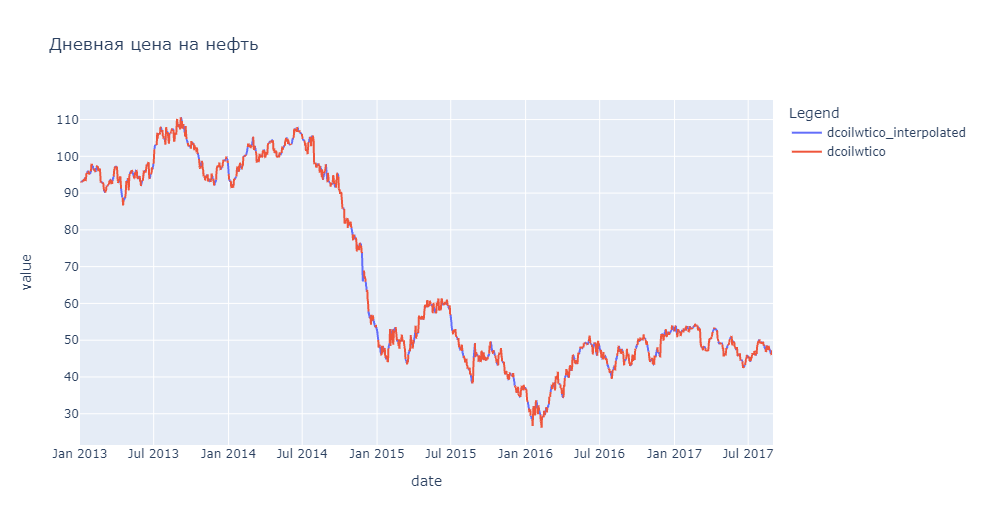 Дневная цена на нефть
Legend
dcoilwtico_interpolated
dcoilwtico
value
110
100
90
80
70
60
50
40
30
Jan 2013 Jul 2013 Jan 2014 Jul 2014 Jan 2015 Jul 2015 Jan 2016 Jul 2016 Jan 2017 Jul 2017
date